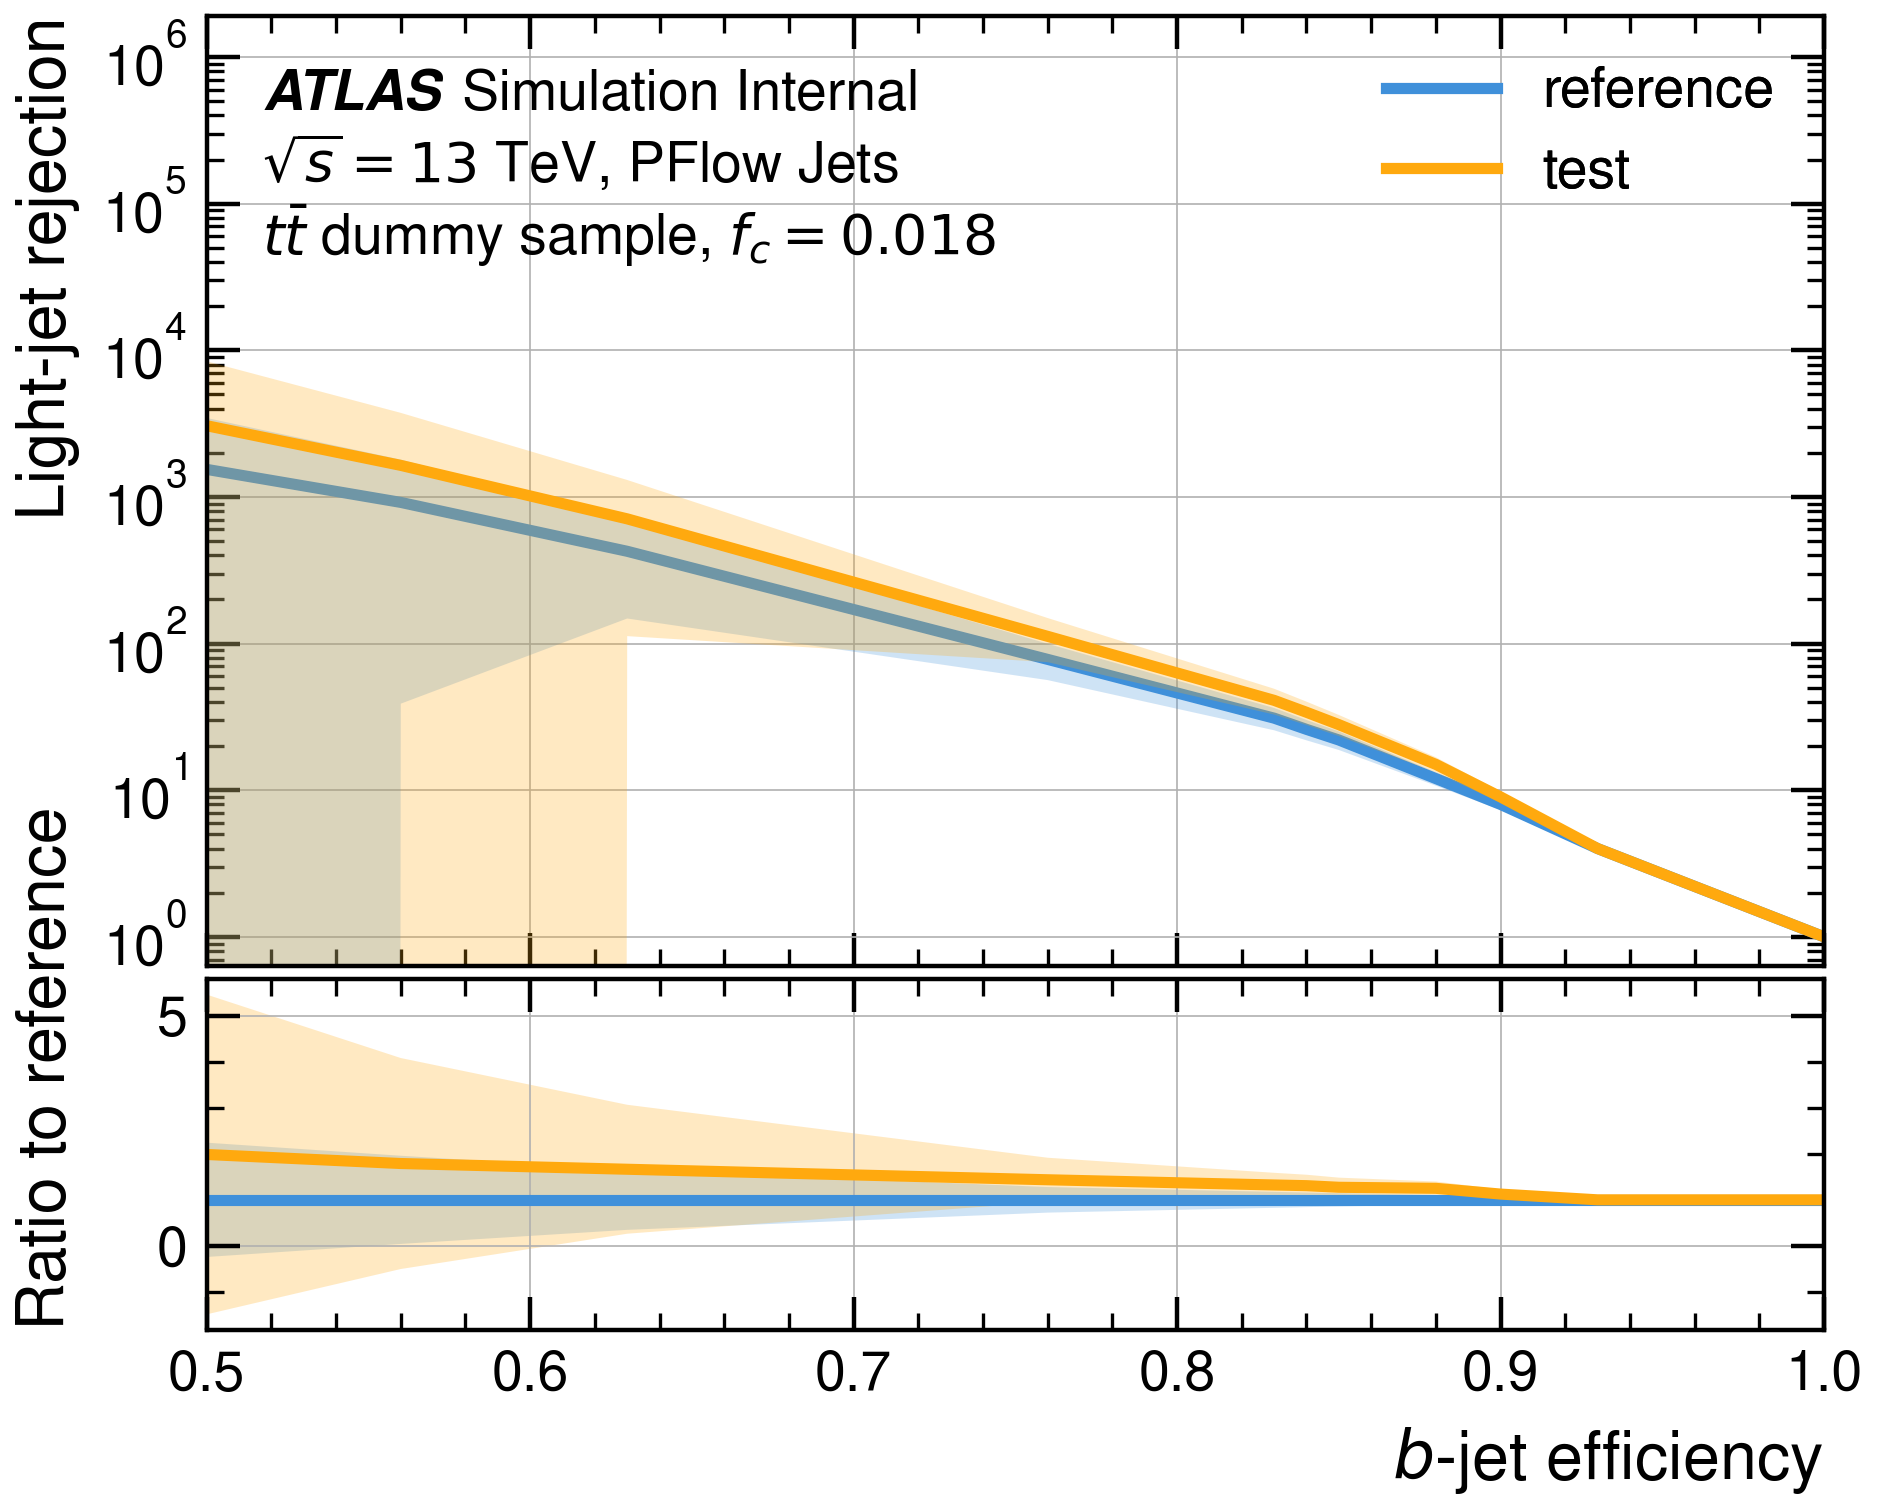 Light-jet rejection
10^6
10^5
10^4
10^3
10^2
10^1
10^0
ATLAS Simulation Internal
√s = 13 TeV, PFlow Jets
tt̄ dummy sample, f_c = 0.018
reference
test
Ratio to reference
5
0
0.5 0.6 0.7 0.8 0.9 1.0
b-jet efficiency